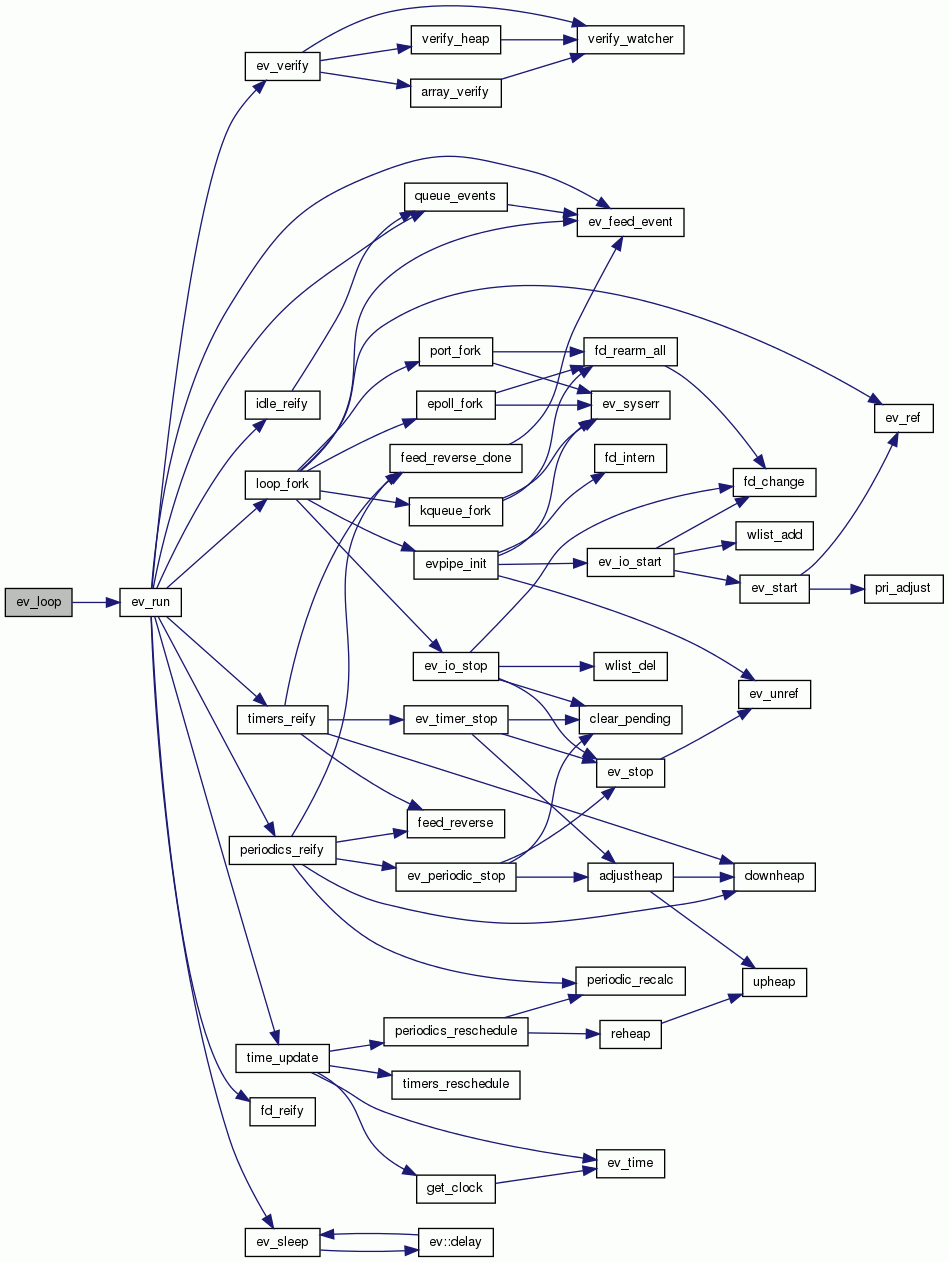 verify_heap
verify_watcher
ev_verify
array_verify
queue_events
ev_feed_event
port_fork
fd_rearm_all
idle_reify
epoll_fork
ev_syserr
ev_ref
feed_reverse_done
fd_intern
loop_fork
fd_change
kqueue_fork
wlist_add
evpipe_init
ev_io_start
ev_start
pri_adjust
ev_loop
ev_run
ev_io_stop
wlist_del
ev_unref
timers_reify
ev_timer_stop
clear_pending
ev_stop
feed_reverse
periodics_reify
ev_periodic_stop
adjustheap
downheap
periodic_recalc
upheap
periodics_reschedule
reheap
time_update
timers_reschedule
fd_reify
ev_time
get_clock
ev_sleep
ev::delay